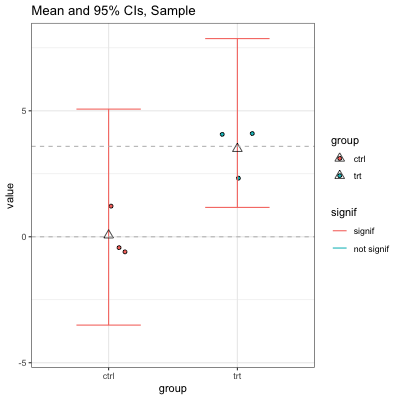 Mean and 95% CIs, Sample
value
5
0
-5
ctrl
trt
group
group
ctrl
trt
signif
signif
not signif